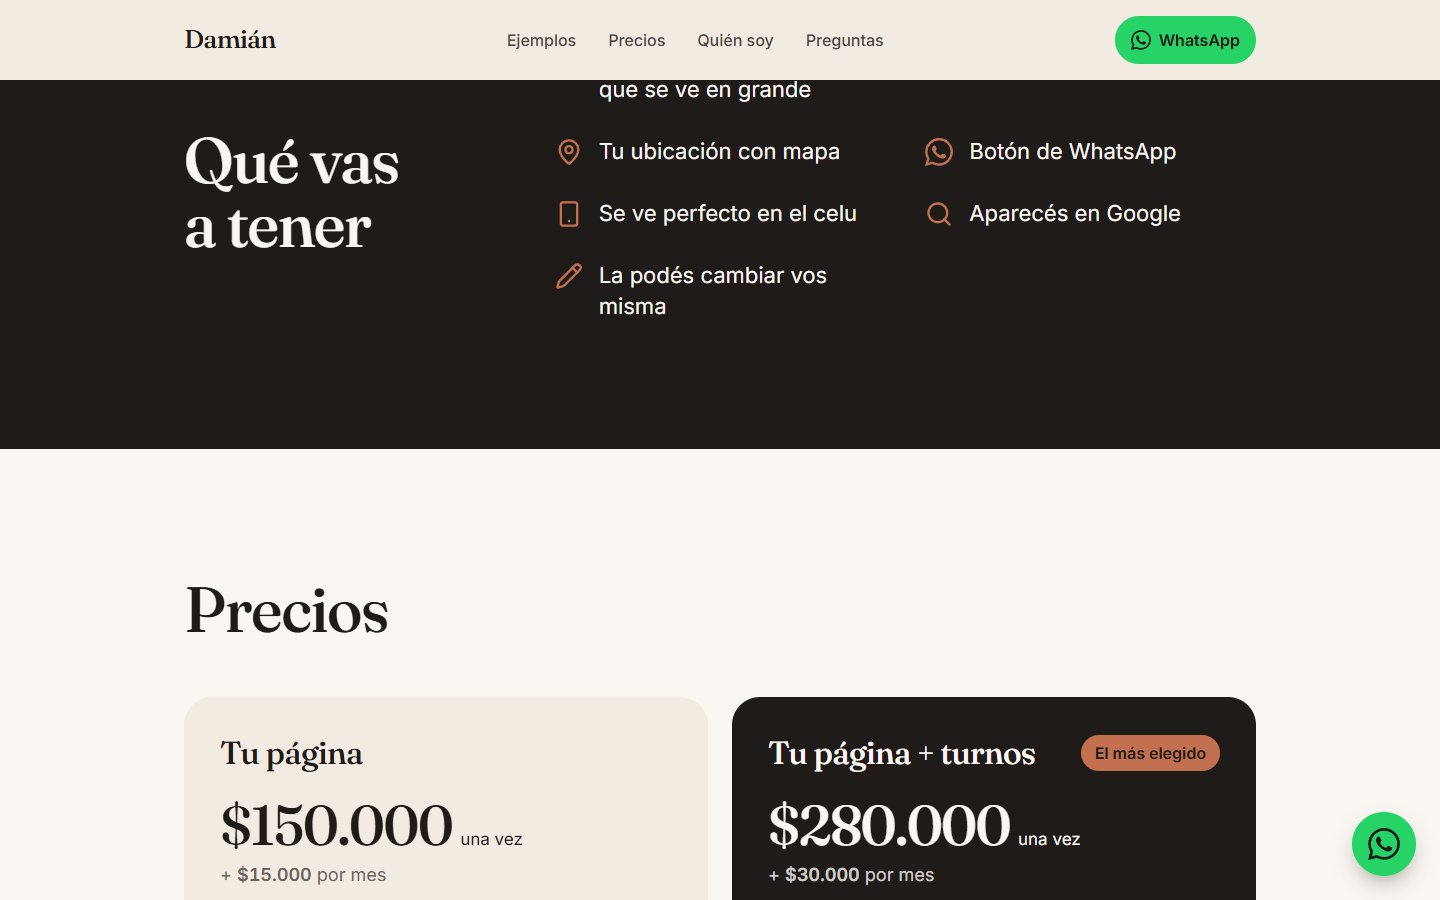 Damián
Ejemplos
Precios
Quién soy
Preguntas
WhatsApp
que se ve en grande
Qué vas
a tener
Tu ubicación con mapa
Botón de WhatsApp
Se ve perfecto en el celu
Aparecés en Google
La podés cambiar vos
misma
Precios
Tu página
$150.000 una vez
+ $15.000 por mes
Tu página + turnos
El más elegido
$280.000 una vez
+ $30.000 por mes